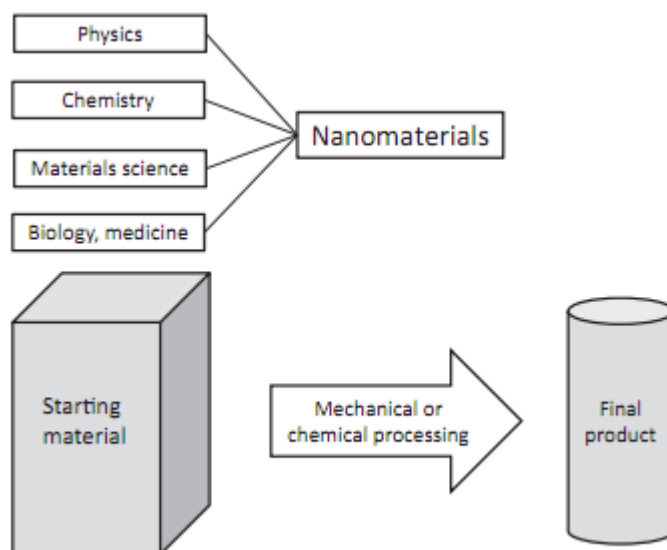 Physics
Chemistry
Nanomaterials
Materials science
Biology, medicine
Starting
material
Mechanical or
chemical processing
Final
product